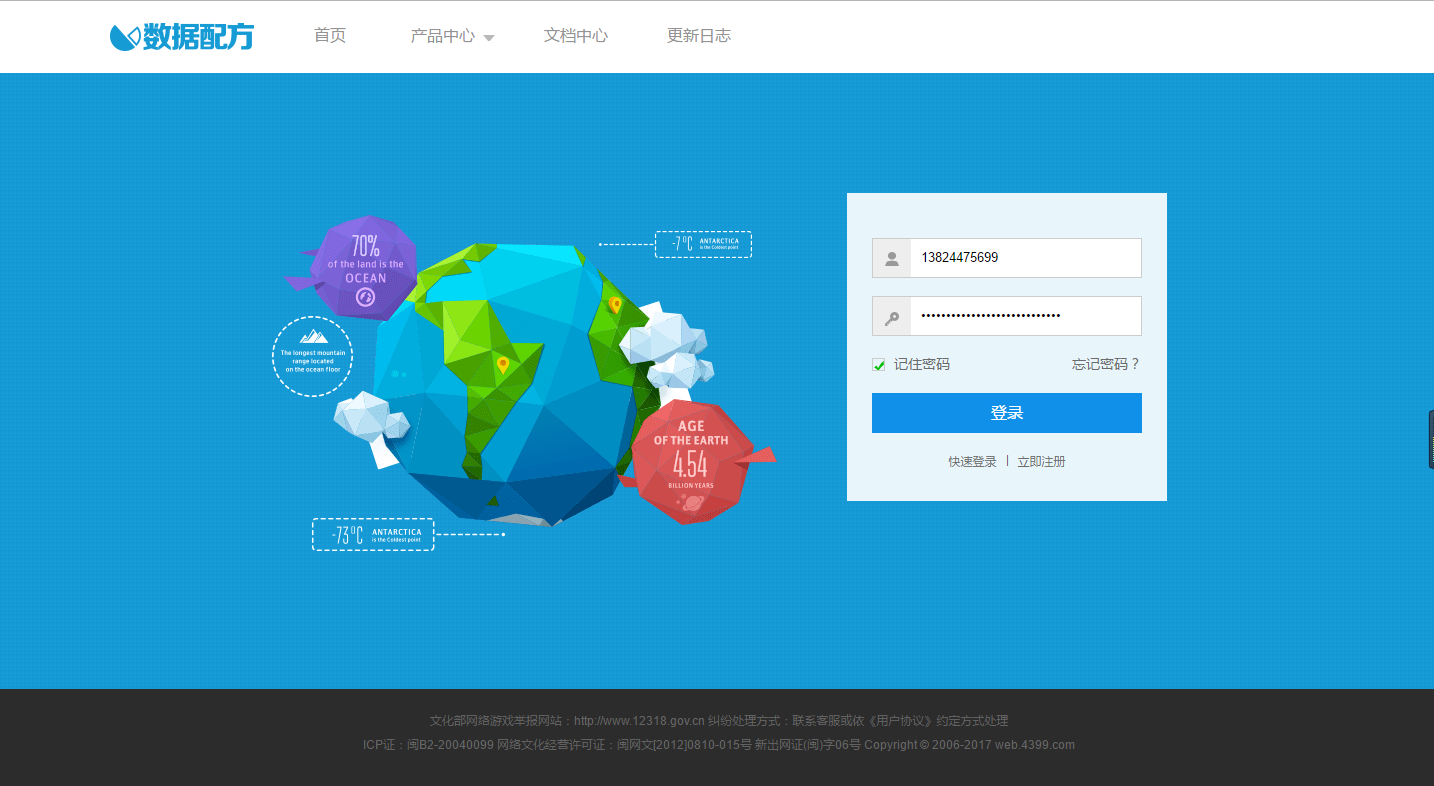 数据配方
首页
产品中心
文档中心
更新日志
70%
of the land is the
OCEAN
-7°C ANTARCTICA
is the Coldest point
The longest mountain
range located
on the ocean floor
AGE
OF THE EARTH
4.54
BILLION YEARS
-73°C ANTARCTICA
is the Coldest point
13824475699
••••••••••••••••••••••••••••
记住密码
忘记密码？
登录
快速登录 | 立即注册
文化部网络游戏举报网站：http://www.12318.gov.cn 纠纷处理方式：联系客服或依《用户协议》约定方式处理
ICP证：闽B2-20040099 网络文化经营许可证：闽网文[2012]0810-015号 新出网证(闽)字06号 Copyright © 2006-2017 web.4399.com